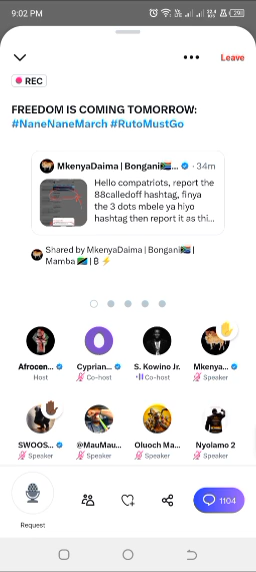 9:02 PM
Leave
REC
FREEDOM IS COMING TOMORROW:
#NaneNaneMarch #RutoMustGo
MkenyaDaima | Bongani🇰🇪... · 34m
Hello compatriots, report the
88calledoff hashtag, finya
the 3 dots mbele ya hiyo
hashtag then report it as thi...
Shared by MkenyaDaima | Bongani🇰🇪 |
Mamba 🇹🇿 | B ⚡
Afrocen...
Host
Cyprian...
Co-host
S. Kowino Jr.
Co-host
Mkenya...
Speaker
SWOOS...
Speaker
@MauMau...
Speaker
Oluoch Ma...
Speaker
Nyolamo 2
Speaker
1104
Request